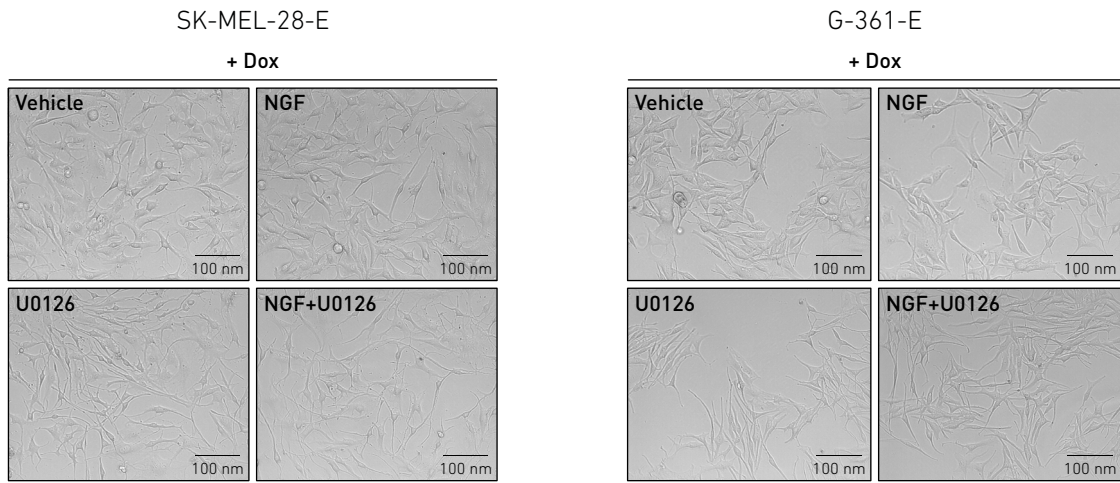 SK-MEL-28-E
+ Dox
Vehicle
NGF
100 nm
100 nm
U0126
NGF+U0126
100 nm
100 nm
G-361-E
+ Dox
Vehicle
NGF
100 nm
100 nm
U0126
NGF+U0126
100 nm
100 nm